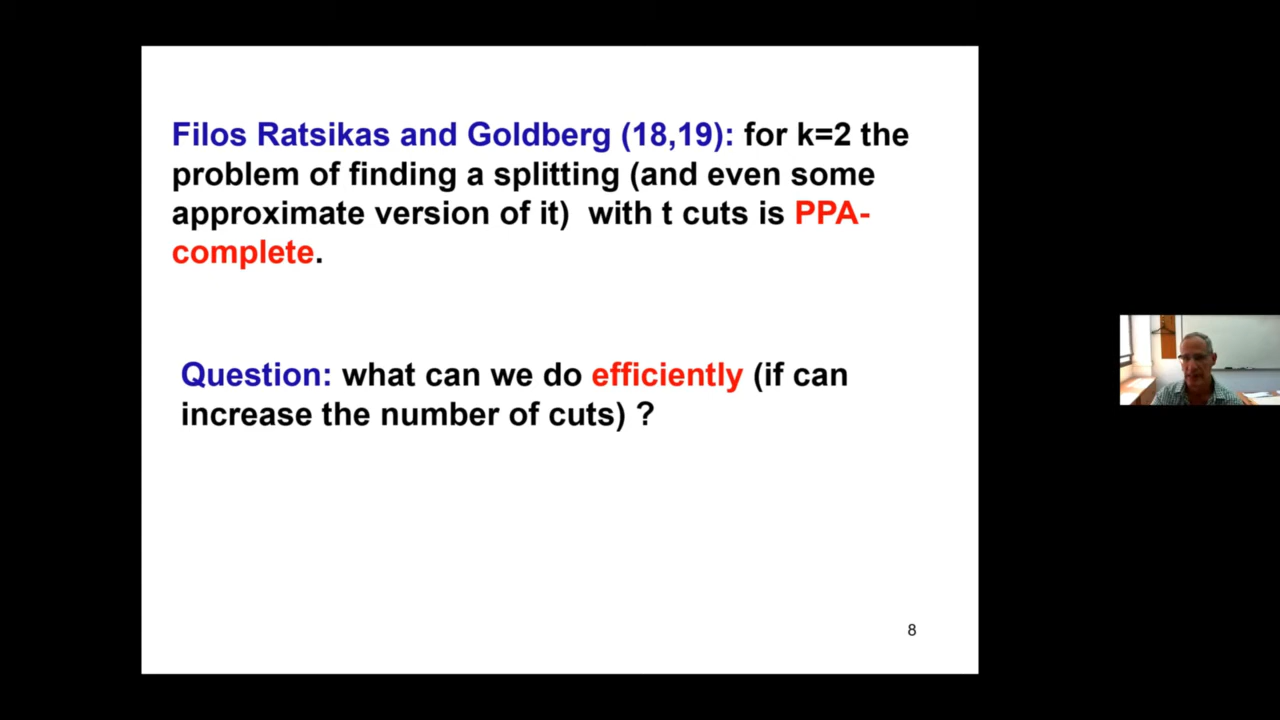 Filos Ratsikas and Goldberg (18,19): for k=2 the
problem of finding a splitting (and even some
approximate version of it) with t cuts is PPA-
complete.
Question: what can we do efficiently (if can
increase the number of cuts) ?
8